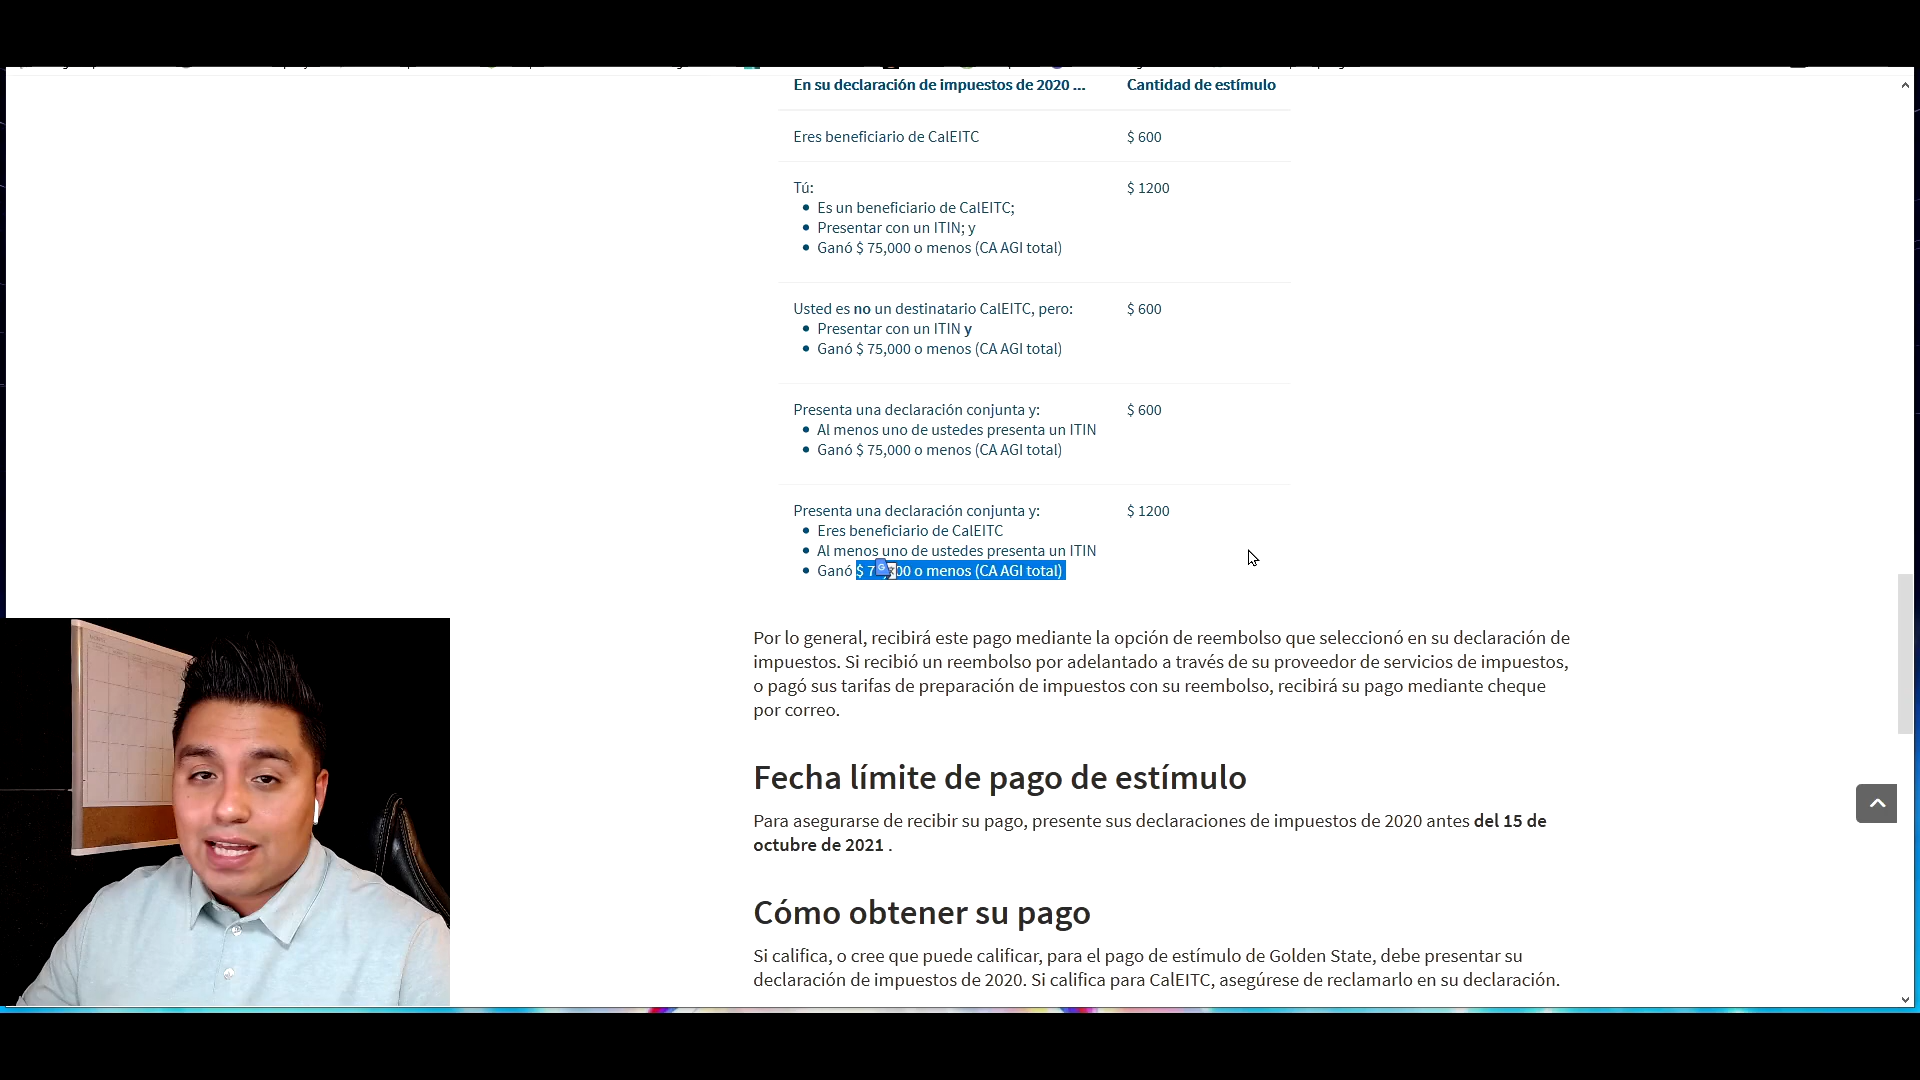 En su declaración de impuestos de 2020 ... Cantidad de estímulo
Eres beneficiario de CalEITC $ 600
Tú: $ 1200
Es un beneficiario de CalEITC;
Presentar con un ITIN; y
Ganó $ 75,000 o menos (CA AGI total)
Usted es no un destinatario CalEITC, pero: $ 600
Presentar con un ITIN y
Ganó $ 75,000 o menos (CA AGI total)
Presenta una declaración conjunta y: $ 600
Al menos uno de ustedes presenta un ITIN
Ganó $ 75,000 o menos (CA AGI total)
Presenta una declaración conjunta y: $ 1200
Eres beneficiario de CalEITC
Al menos uno de ustedes presenta un ITIN
Ganó $ o menos (CA AGI total)
Por lo general, recibirá este pago mediante la opción de reembolso que seleccionó en su declaración de
impuestos. Si recibió un reembolso por adelantado a través de su proveedor de servicios de impuestos,
o pagó sus tarifas de preparación de impuestos con su reembolso, recibirá su pago mediante cheque
por correo.
Fecha límite de pago de estímulo
Para asegurarse de recibir su pago, presente sus declaraciones de impuestos de 2020 antes del 15 de
octubre de 2021 .
Cómo obtener su pago
Si califica, o cree que puede calificar, para el pago de estímulo de Golden State, debe presentar su
declaración de impuestos de 2020. Si califica para CalEITC, asegúrese de reclamarlo en su declaración.